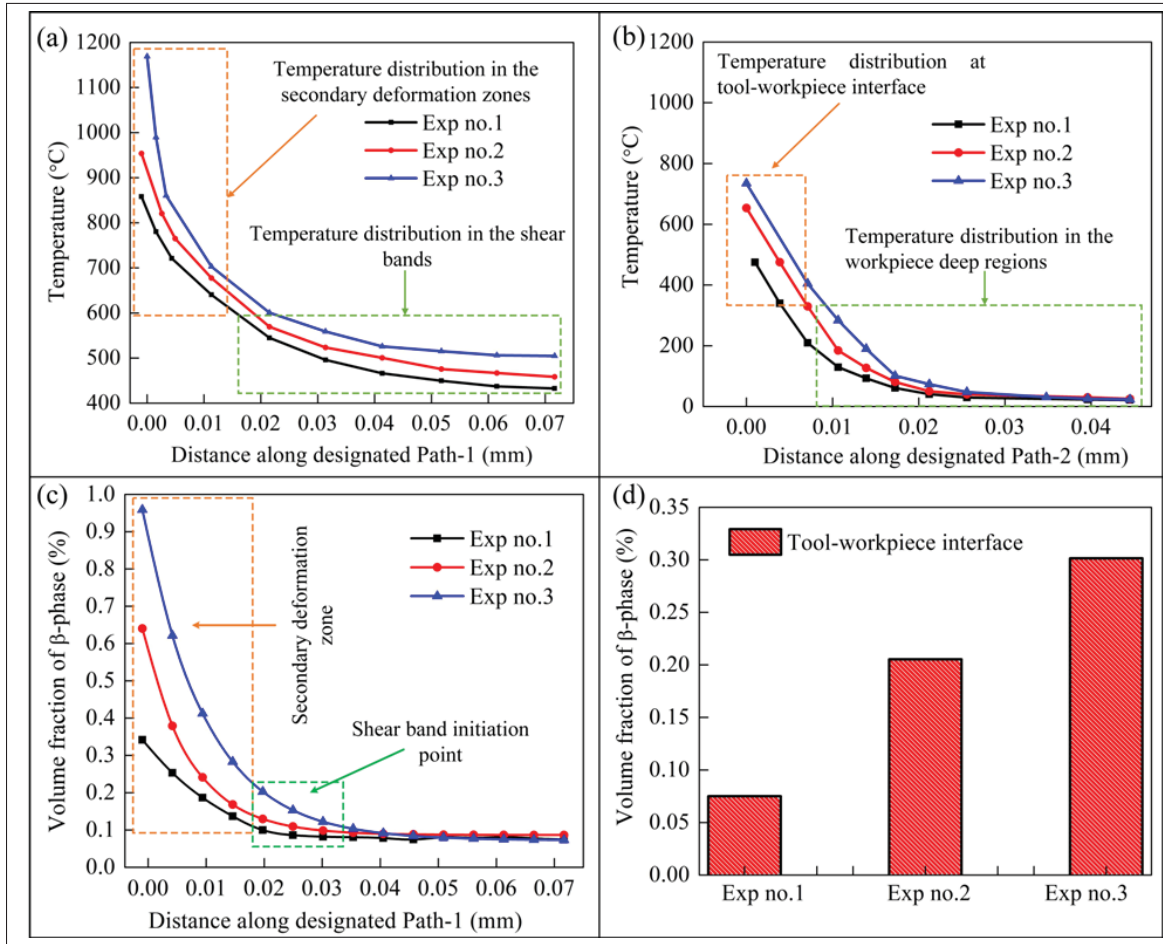 (a)
1200
1100
1000
900
800
700
600
500
400
Temperature (°C)
Temperature distribution in the
secondary deformation zones
Exp no.1
Exp no.2
Exp no.3
Temperature distribution in the shear
bands
0.00 0.01 0.02 0.03 0.04 0.05 0.06 0.07
Distance along designated Path-1 (mm)
(b)
1200
1000
800
600
400
200
0
Temperature (°C)
Temperature distribution at
tool-workpiece interface
Exp no.1
Exp no.2
Exp no.3
Temperature distribution in the
workpiece deep regions
0.00 0.01 0.02 0.03 0.04
Distance along designated Path-2 (mm)
(c)
1.0
0.9
0.8
0.7
0.6
0.5
0.4
0.3
0.2
0.1
0.0
Volume fraction of β-phase (%)
Exp no.1
Exp no.2
Exp no.3
Secondary deformation
zone
Shear band initiation
point
0.00 0.01 0.02 0.03 0.04 0.05 0.06 0.07
Distance along designated Path-1 (mm)
(d)
0.35
0.30
0.25
0.20
0.15
0.10
0.05
0.00
Volume fraction of β-phase (%)
Tool-workpiece interface
Exp no.1 Exp no.2 Exp no.3